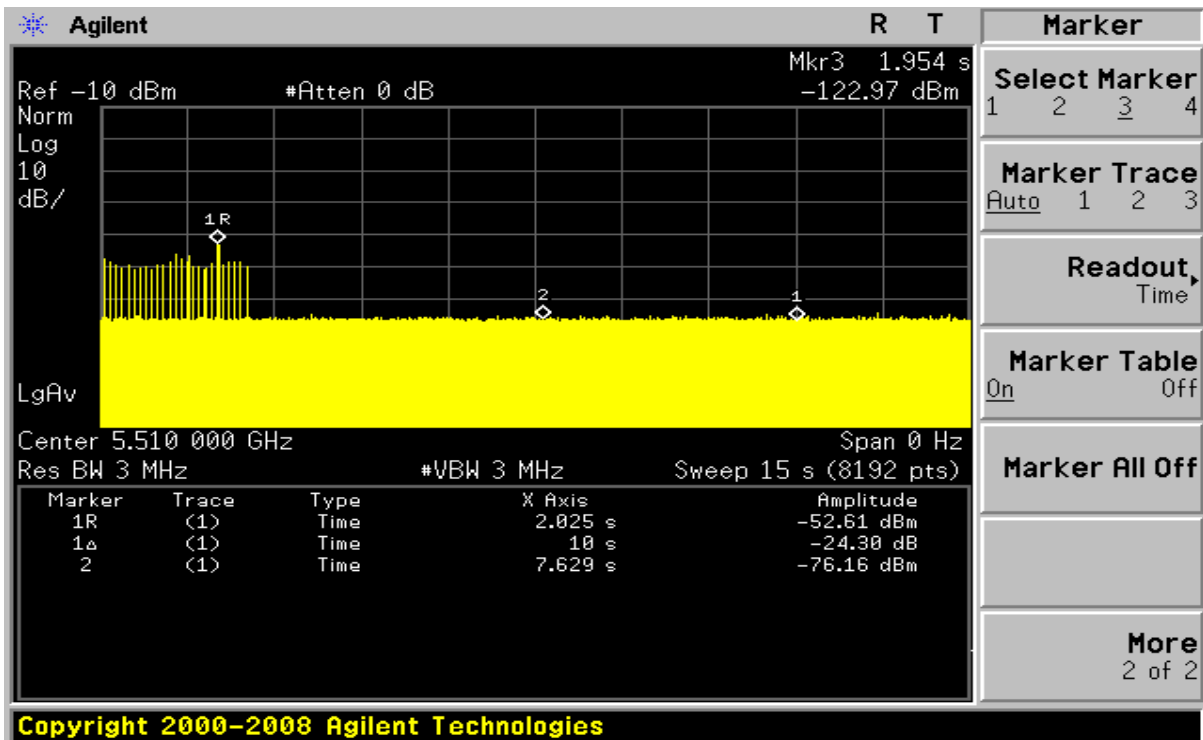 Agilent R T
Mkr3 1.954 s
Ref -10 dBm #Atten 0 dB -122.97 dBm
Norm
Log
10
dB/
1R
2
1
LgAv
Center 5.510 000 GHz Span 0 Hz
Res BW 3 MHz #VBW 3 MHz Sweep 15 s (8192 pts)
Marker Trace Type X Axis Amplitude
1R (1) Time 2.025 s -52.61 dBm
1Δ (1) Time 10 s -24.30 dB
2 (1) Time 7.629 s -76.16 dBm
Copyright 2000-2008 Agilent Technologies
Marker
Select Marker
1 2 3 4
Marker Trace
Auto 1 2 3
Readout
Time
Marker Table
On Off
Marker All Off
More
2 of 2